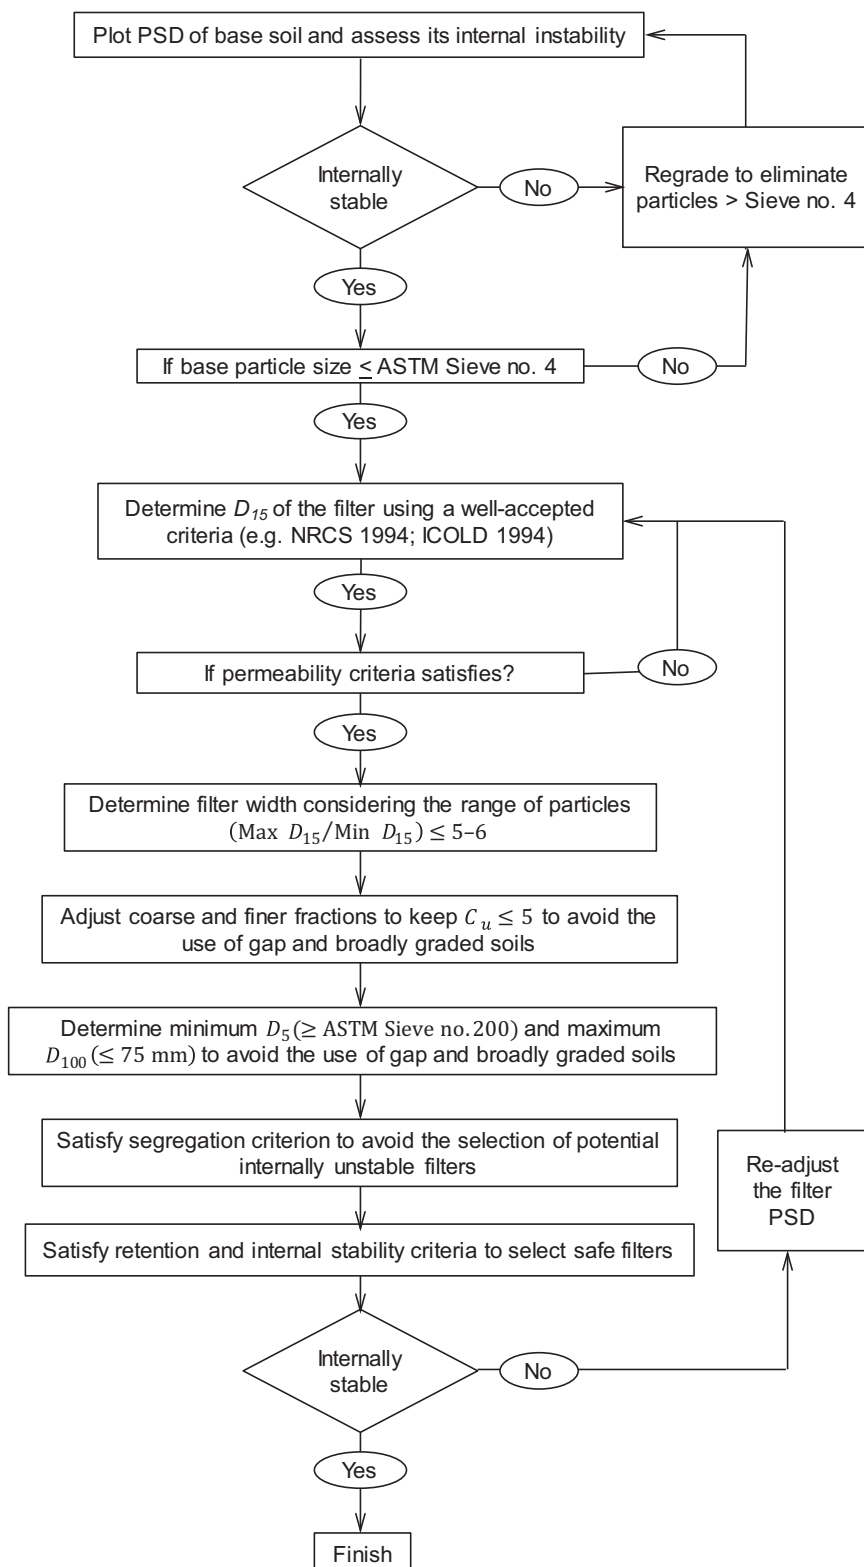 Plot PSD of base soil and assess its internal instability
Internally
stable
No
Regrade to eliminate
particles > Sieve no. 4
Yes
If base particle size ≤ ASTM Sieve no. 4
No
Yes
Determine D15 of the filter using a well-accepted
criteria (e.g. NRCS 1994; ICOLD 1994)
Yes
If permeability criteria satisfies?
No
Yes
Determine filter width considering the range of particles
(Max D15/Min D15) ≤ 5–6
Adjust coarse and finer fractions to keep Cu ≤ 5 to avoid the
use of gap and broadly graded soils
Determine minimum D5(≥ ASTM Sieve no.200) and maximum
D100(≤ 75 mm) to avoid the use of gap and broadly graded soils
Satisfy segregation criterion to avoid the selection of potential
internally unstable filters
Re-adjust
the filter
PSD
Satisfy retention and internal stability criteria to select safe filters
Internally
stable
No
Yes
Finish